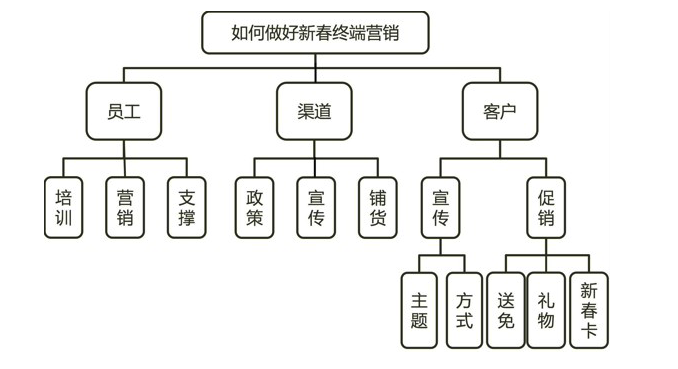 如何做好新春终端营销
员工
渠道
客户
培训
营销
支撑
政策
宣传
铺货
宣传
促销
主题
方式
送免
礼物
新春卡